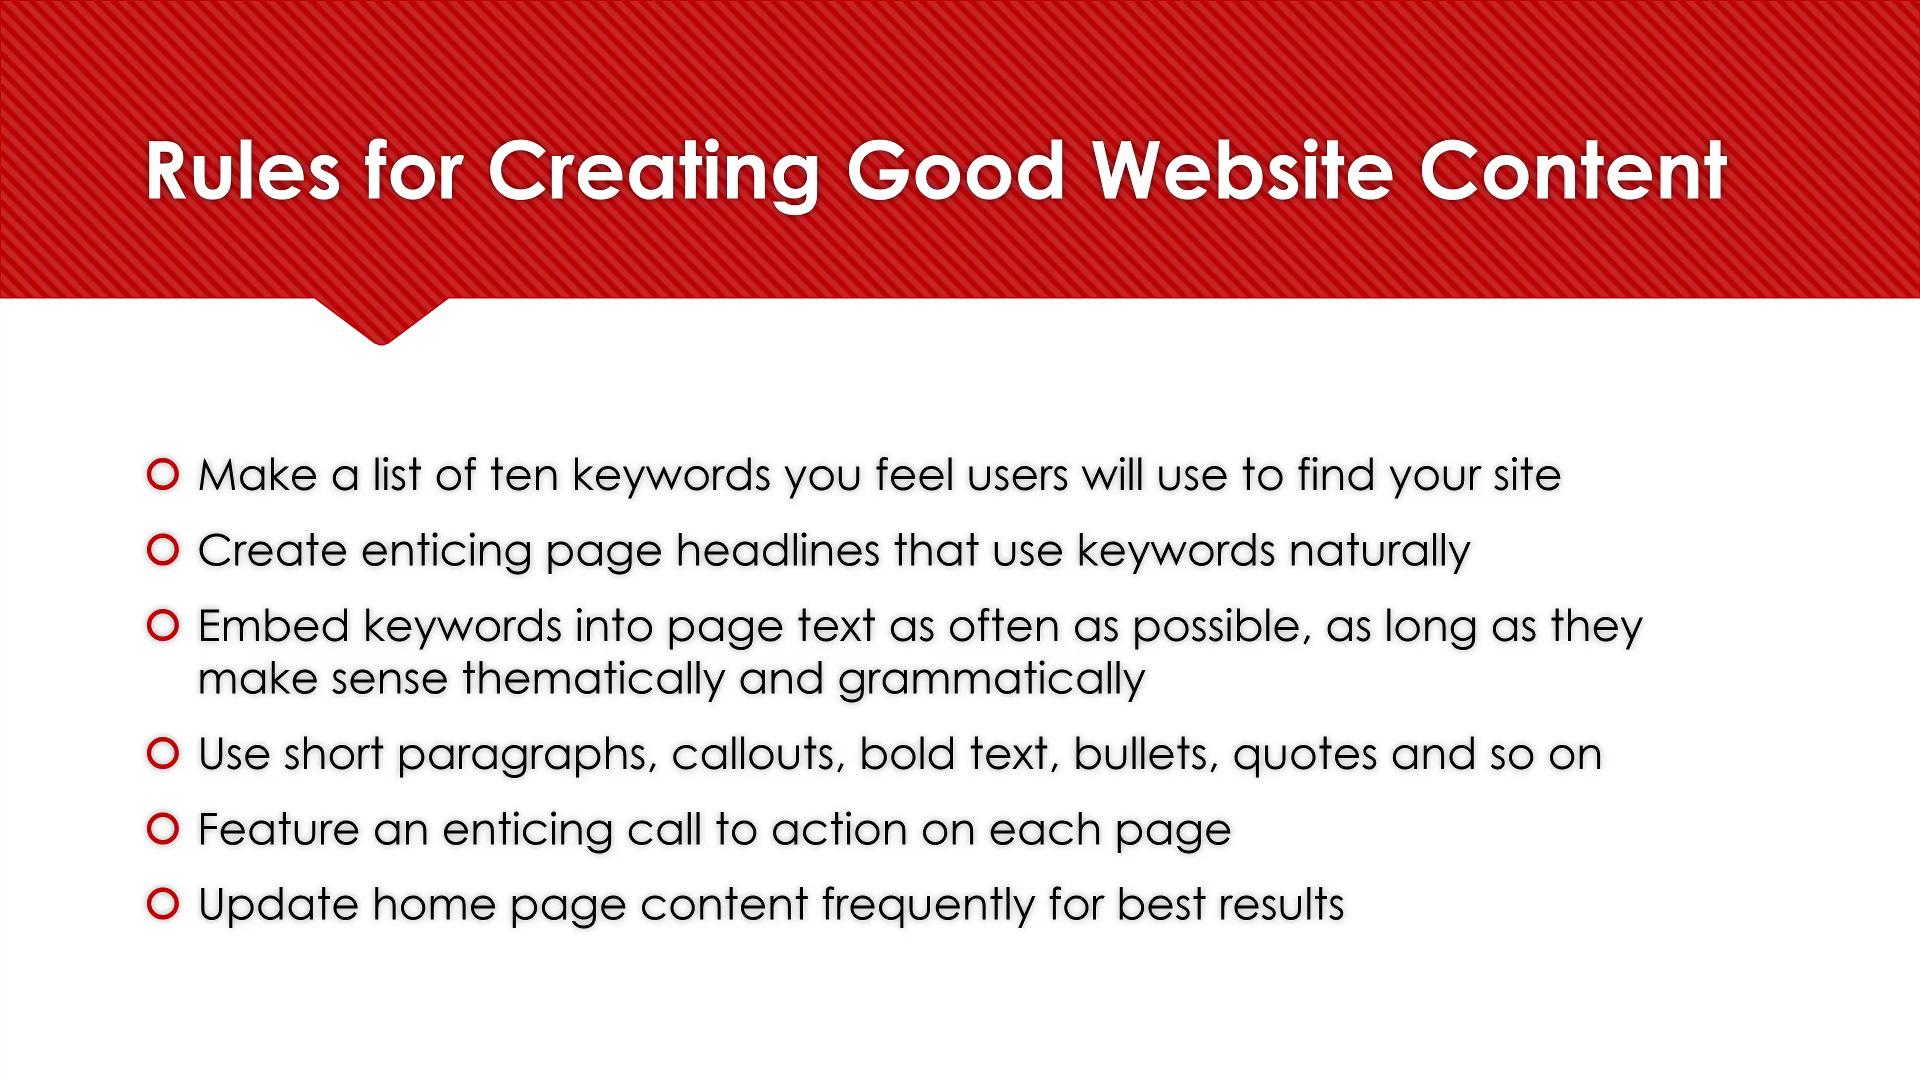 Rules for Creating Good Website Content
Make a list of ten keywords you feel users will use to find your site
Create enticing page headlines that use keywords naturally
Embed keywords into page text as often as possible, as long as they
make sense thematically and grammatically
Use short paragraphs, callouts, bold text, bullets, quotes and so on
Feature an enticing call to action on each page
Update home page content frequently for best results